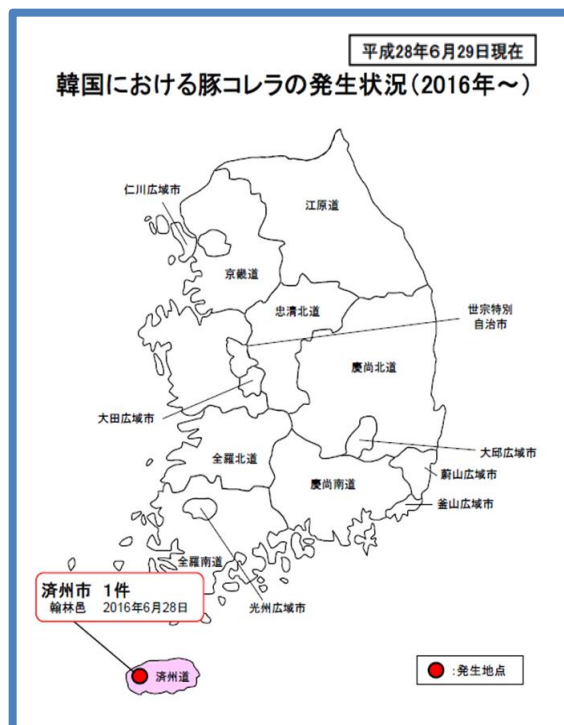 平成28年6月29日現在
韓国における豚コレラの発生状況(2016年～)
仁川広域市
江原道
京畿道
忠清北道
世宗特別
自治市
慶尚北道
大田広域市
大邱広域市
全羅北道
蔚山広域市
慶尚南道
釜山広域市
全羅南道
済州市 1件
翰林邑 2016年6月28日
光州広域市
済州道
:発生地点